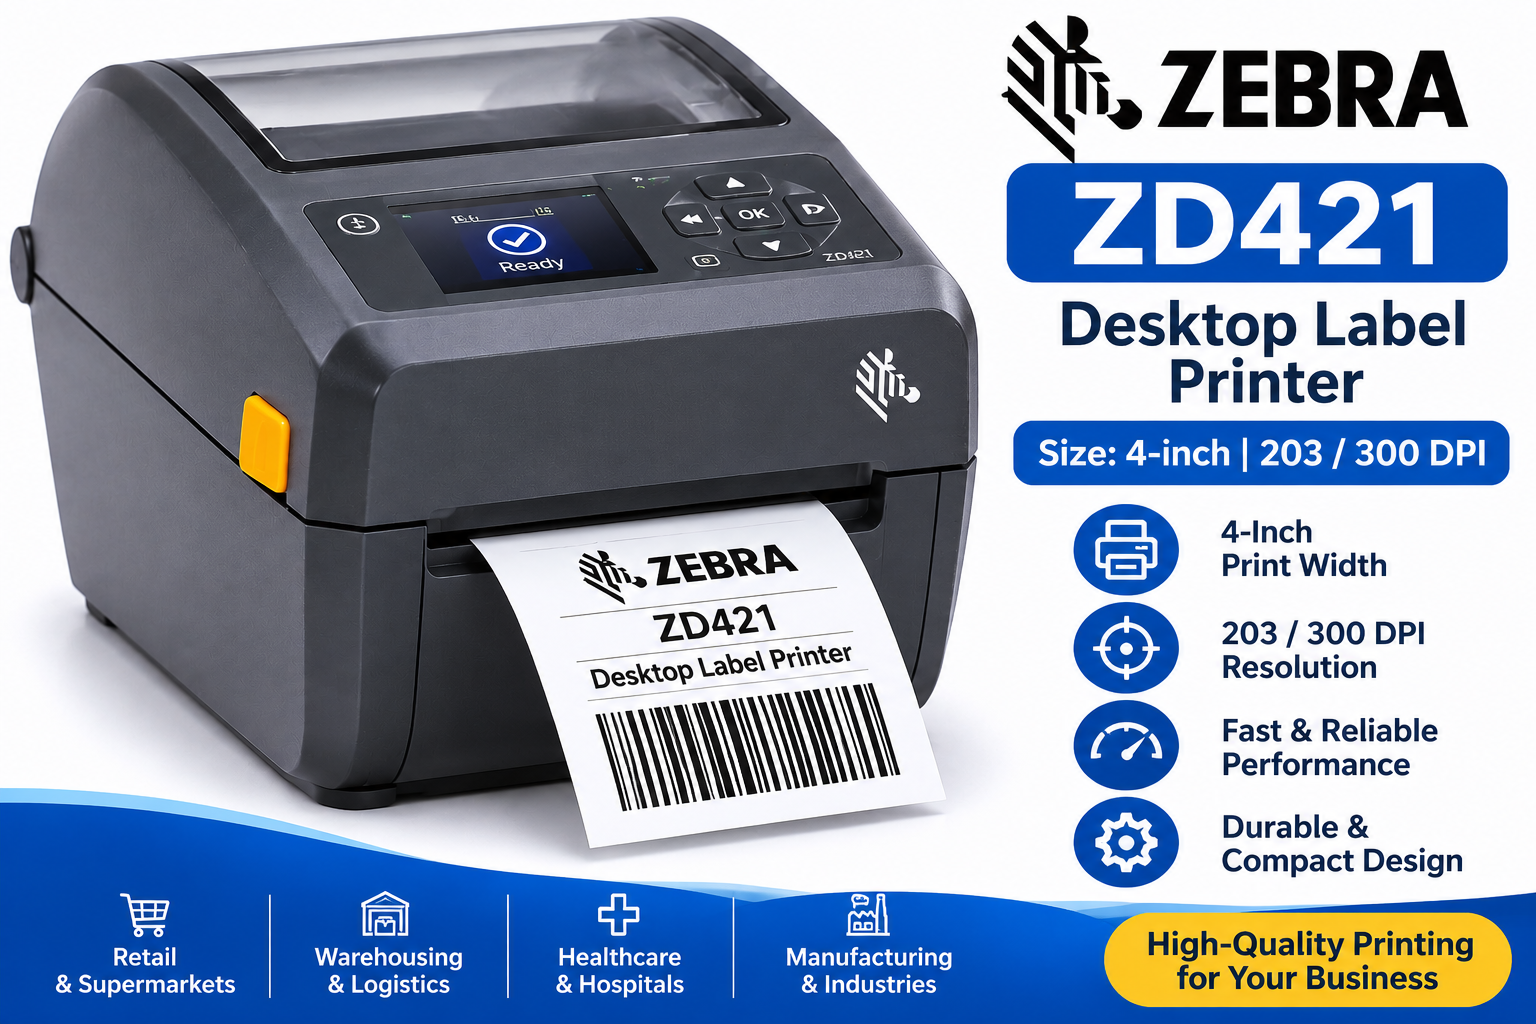 ZEBRA
ZD421
Desktop Label
Printer
Size: 4-inch | 203 / 300 DPI
4-Inch
Print Width
203 / 300 DPI
Resolution
Fast & Reliable
Performance
Durable &
Compact Design
Ready
OK
ZD421
ZEBRA
ZD421
Desktop Label Printer
Retail
& Supermarkets
Warehousing
& Logistics
Healthcare
& Hospitals
Manufacturing
& Industries
High-Quality Printing
for Your Business